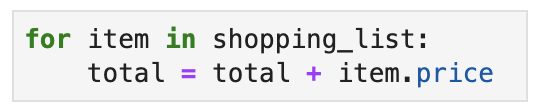 for item in shopping_list:
    total = total + item.price